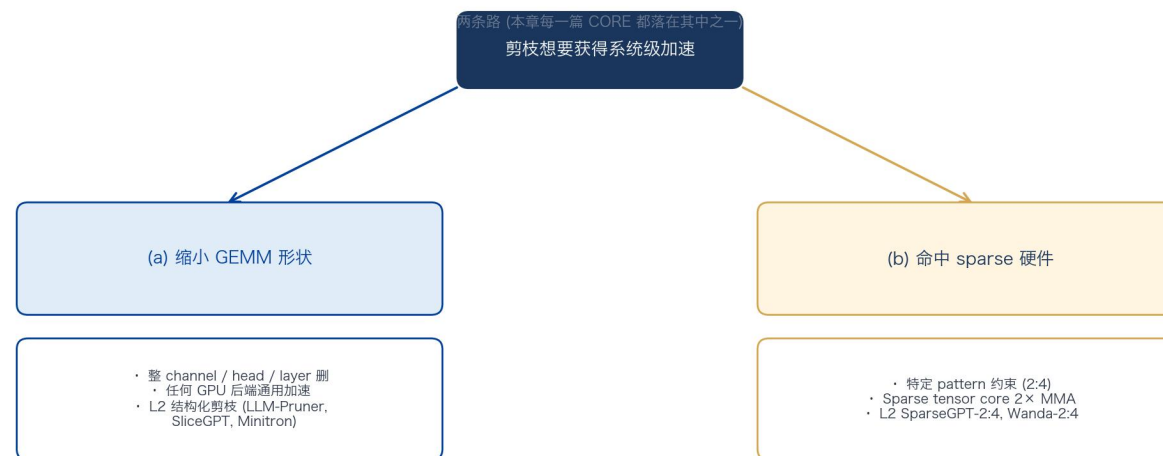 两条路 (本章每一篇 CORE 都落在其中之一)
剪枝想要获得系统级加速
(a) 缩小 GEMM 形状
(b) 命中 sparse 硬件
· 整 channel / head / layer 删
· 任何 GPU 后端通用加速
· L2 结构化剪枝 (LLM-Pruner,
SliceGPT, Minitron)
· 特定 pattern 约束 (2:4)
· Sparse tensor core 2× MMA
· L2 SparseGPT-2:4, Wanda-2:4